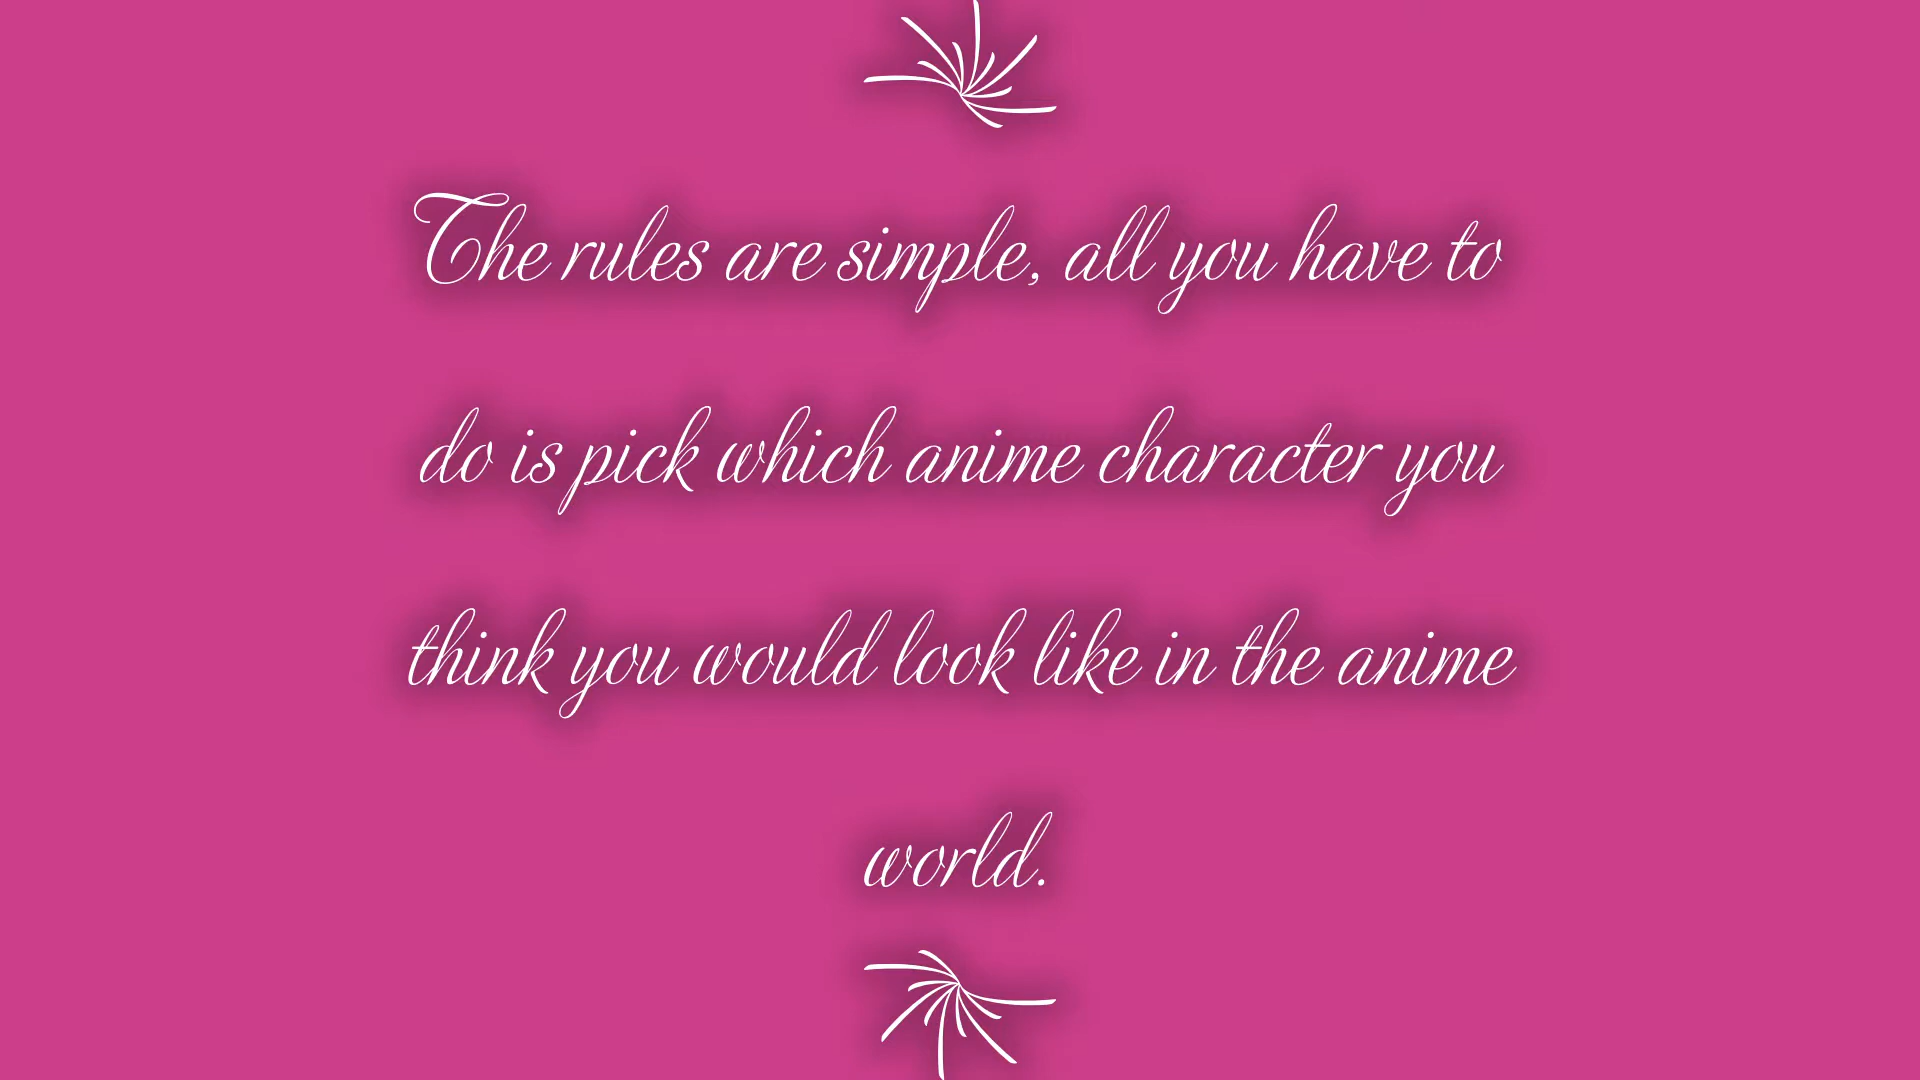 The rules are simple, all you have to
do is pick which anime character you
think you would look like in the anime
world.